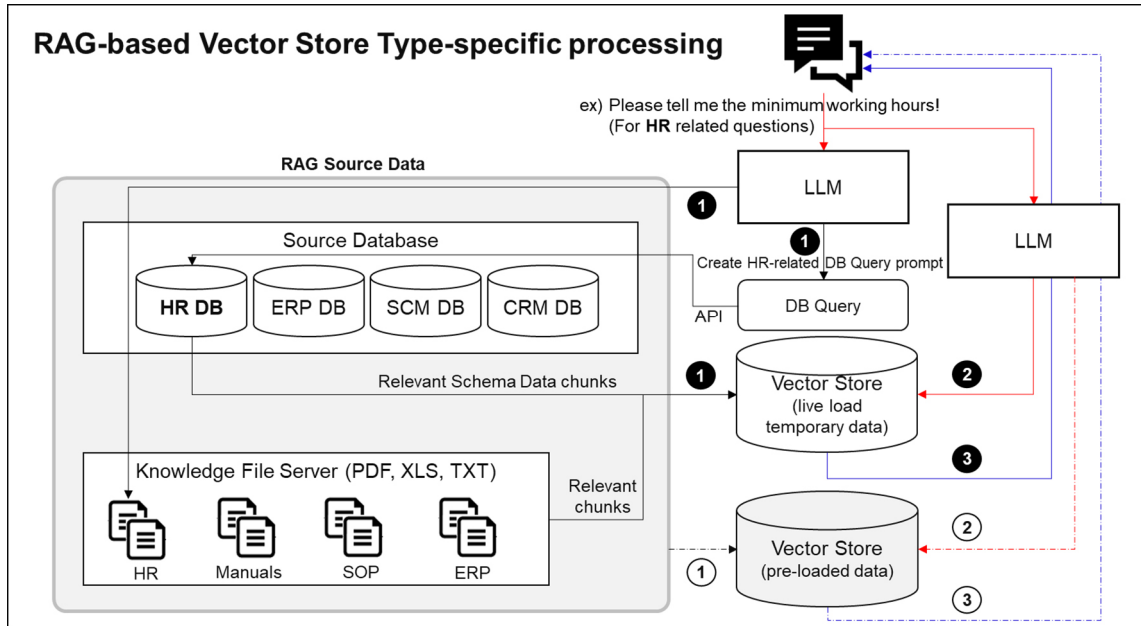 RAG-based Vector Store Type-specific processing
ex) Please tell me the minimum working hours!
(For HR related questions)
RAG Source Data
LLM
1
LLM
1
Source Database
Create HR-related DB Query prompt
HR DB
ERP DB
SCM DB
CRM DB
DB Query
API
Relevant Schema Data chunks
1
Vector Store
(live load
temporary data)
2
3
Knowledge File Server (PDF, XLS, TXT)
Relevant
chunks
HR
Manuals
SOP
ERP
1
Vector Store
(pre-loaded data)
2
3